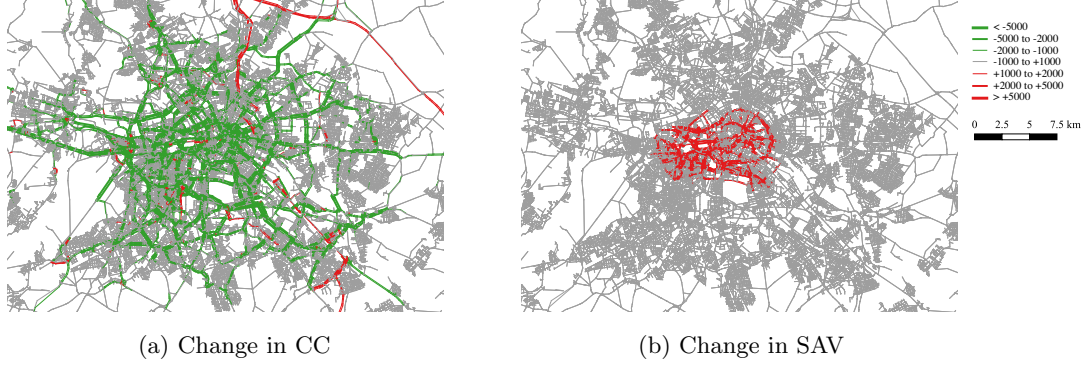 < -5000
-5000 to -2000
-2000 to -1000
-1000 to +1000
+1000 to +2000
+2000 to +5000
> +5000
0 2.5 5 7.5 km
(a) Change in CC
(b) Change in SAV